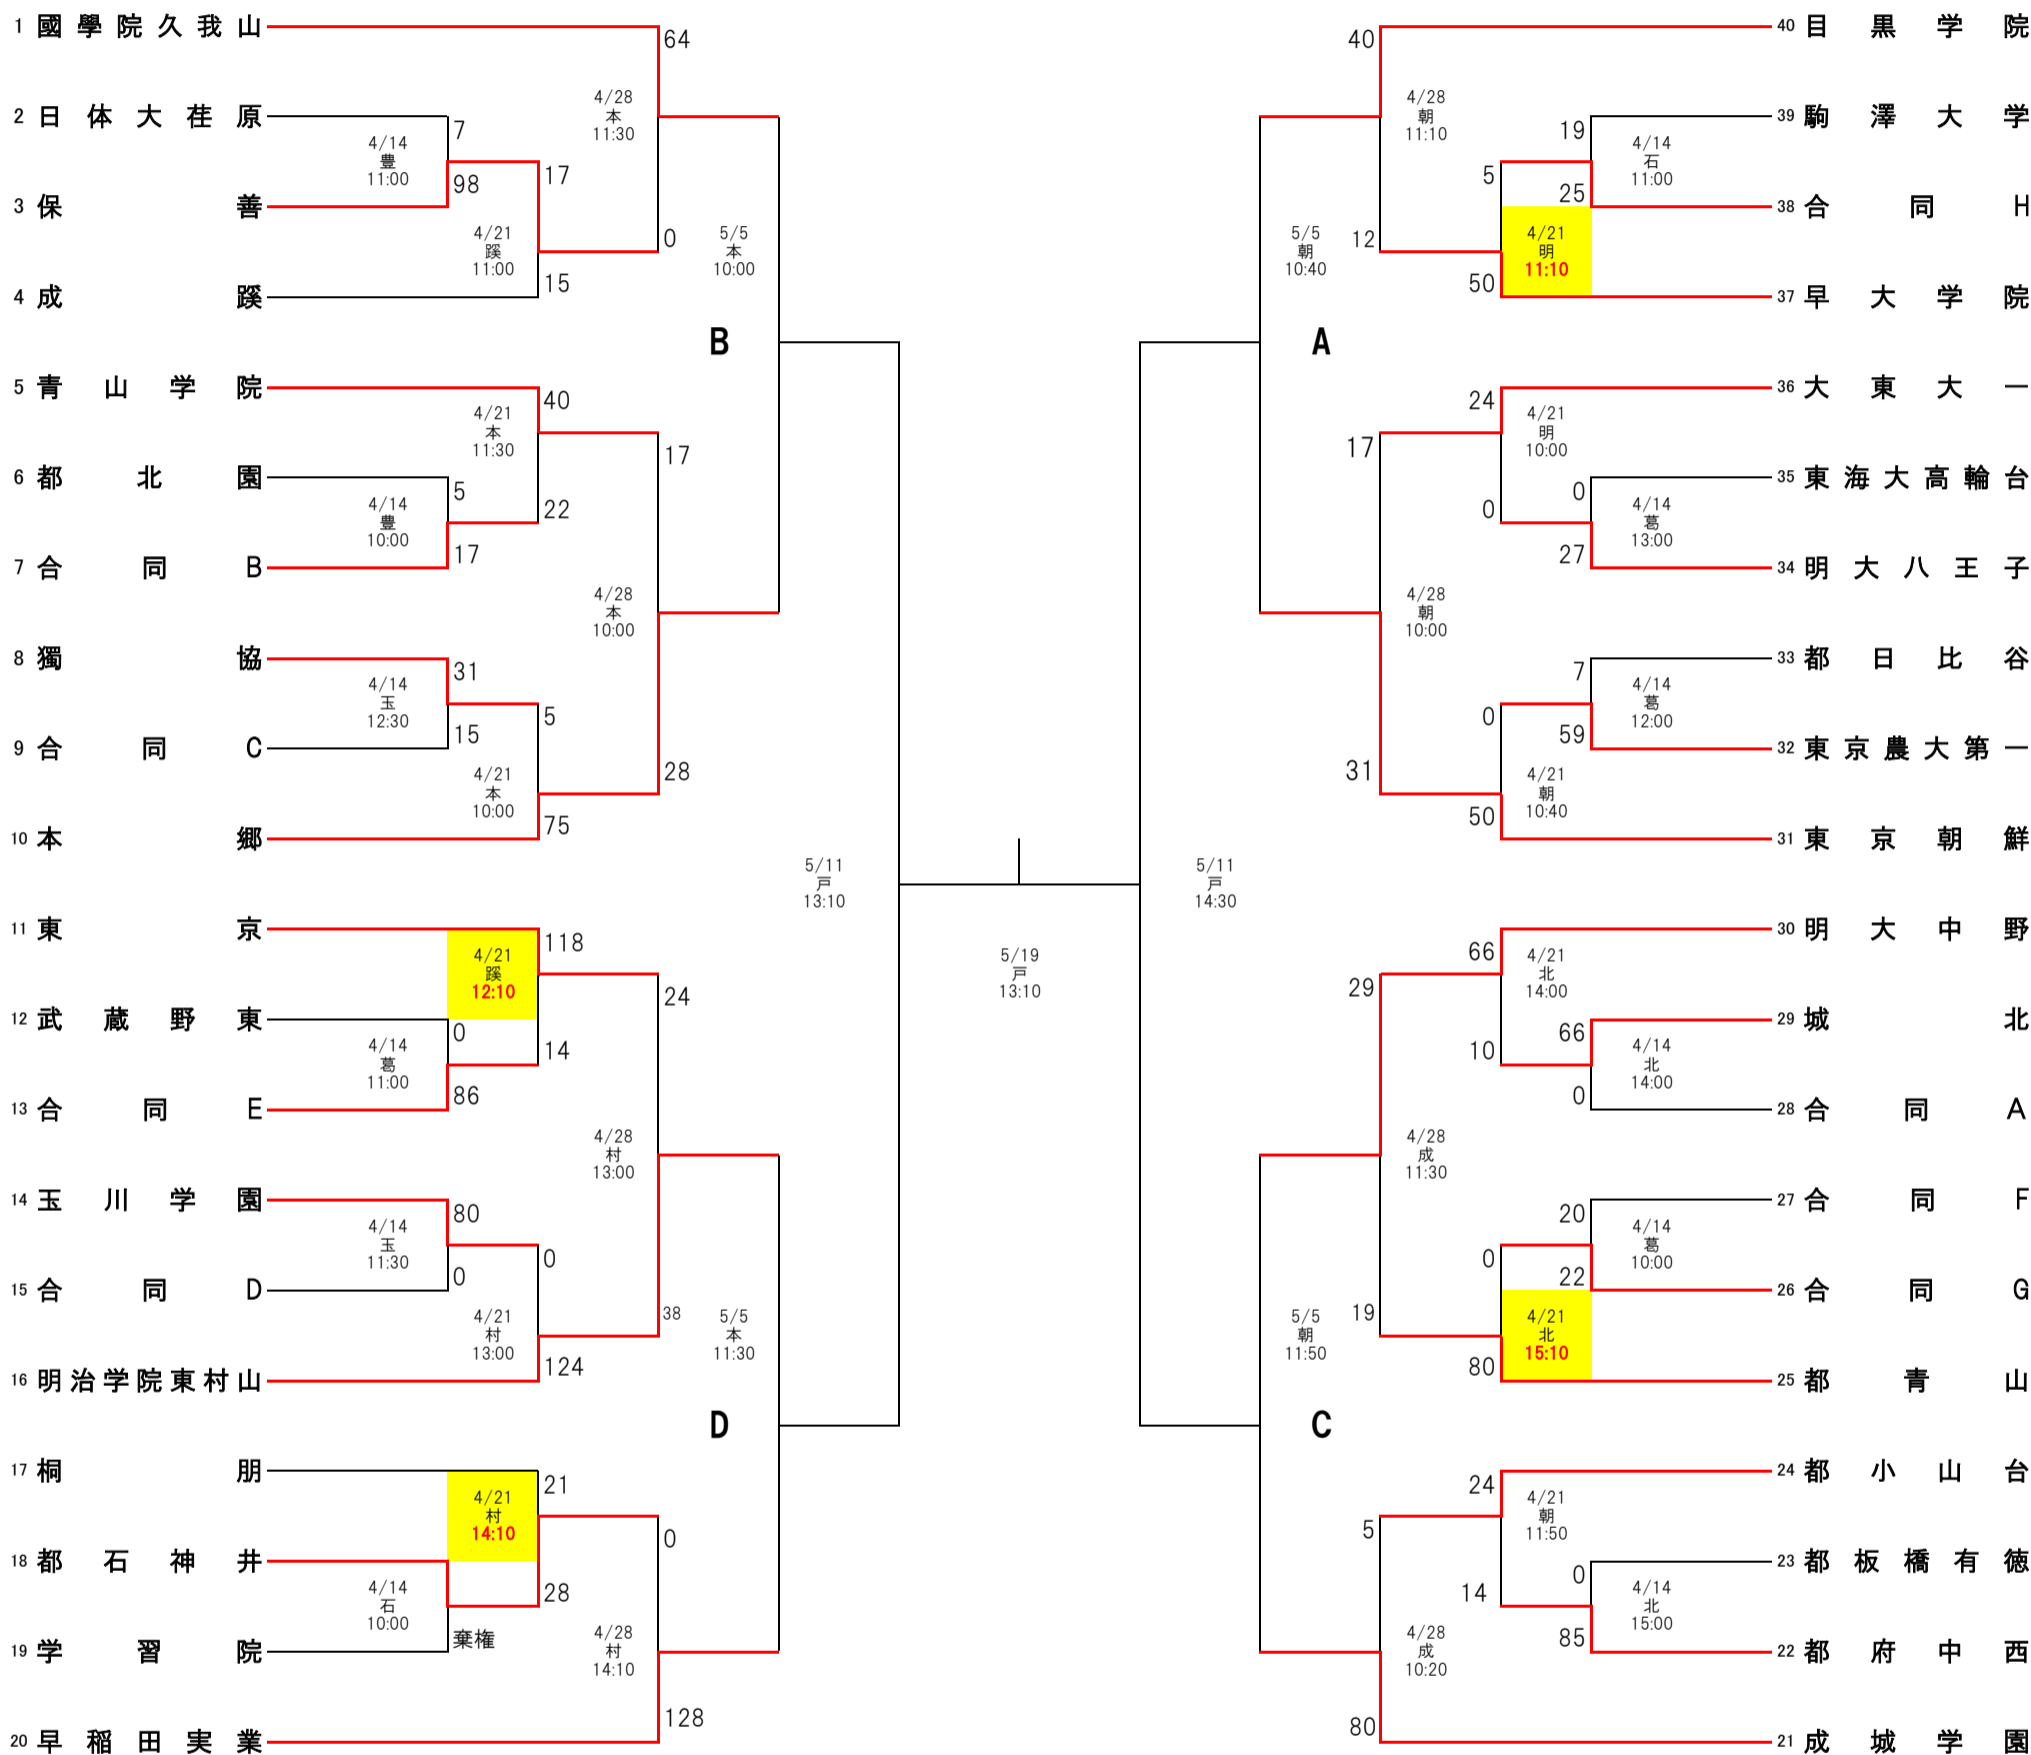 1 國學院久我山
64
4/28
本
11:30
2 日体大荏原
7
4/14
豊
11:00
98
17
3 保善
4/21
蹊
11:00
0
5/5
本
10:00
15
4 成蹊
B
5 青山学院
40
4/21
本
11:30
17
6 都北園
5
4/14
豊
10:00
22
17
7 合同B
4/28
本
10:00
8 獨協
31
4/14
玉
12:30
5
15
9 合同C
4/21
本
10:00
28
75
10 本郷
5/11
戸
13:10
11 東京
118
4/21
蹊
12:10
24
12 武蔵野東
0
4/14
葛
11:00
14
86
13 合同E
4/28
村
13:00
14 玉川学園
80
4/14
玉
11:30
0
0
15 合同D
4/21
村
13:00
38
5/5
本
11:30
124
16 明治学院東村山
D
17 桐朋
21
4/21
村
14:10
0
18 都石神井
4/14
石
10:00
28
棄権
19 学習院
4/28
村
14:10
128
20 早稲田実業
5/19
戸
13:10
40 目黒学院
40
4/28
朝
11:10
39 駒澤大学
19
4/14
石
11:00
5
25
38 合同H
5/5
朝
10:40
12
4/21
明
11:10
50
37 早大学院
A
36 大東大一
24
4/21
明
10:00
17
35 東海大高輪台
0
4/14
葛
13:00
0
27
34 明大八王子
4/28
朝
10:00
33 都日比谷
7
4/14
葛
12:00
0
59
32 東京農大第一
31
4/21
朝
10:40
50
31 東京朝鮮
5/11
戸
14:30
30 明大中野
66
4/21
北
14:00
29
29 城北
66
4/14
北
14:00
10
0
28 合同A
4/28
成
11:30
27 合同F
20
4/14
葛
10:00
0
22
26 合同G
5/5
朝
11:50
19
4/21
北
15:10
80
25 都青山
C
24 都小山台
24
4/21
朝
11:50
5
23 都板橋有徳
0
4/14
北
15:00
14
85
22 都府中西
4/28
成
10:20
80
21 成城学園